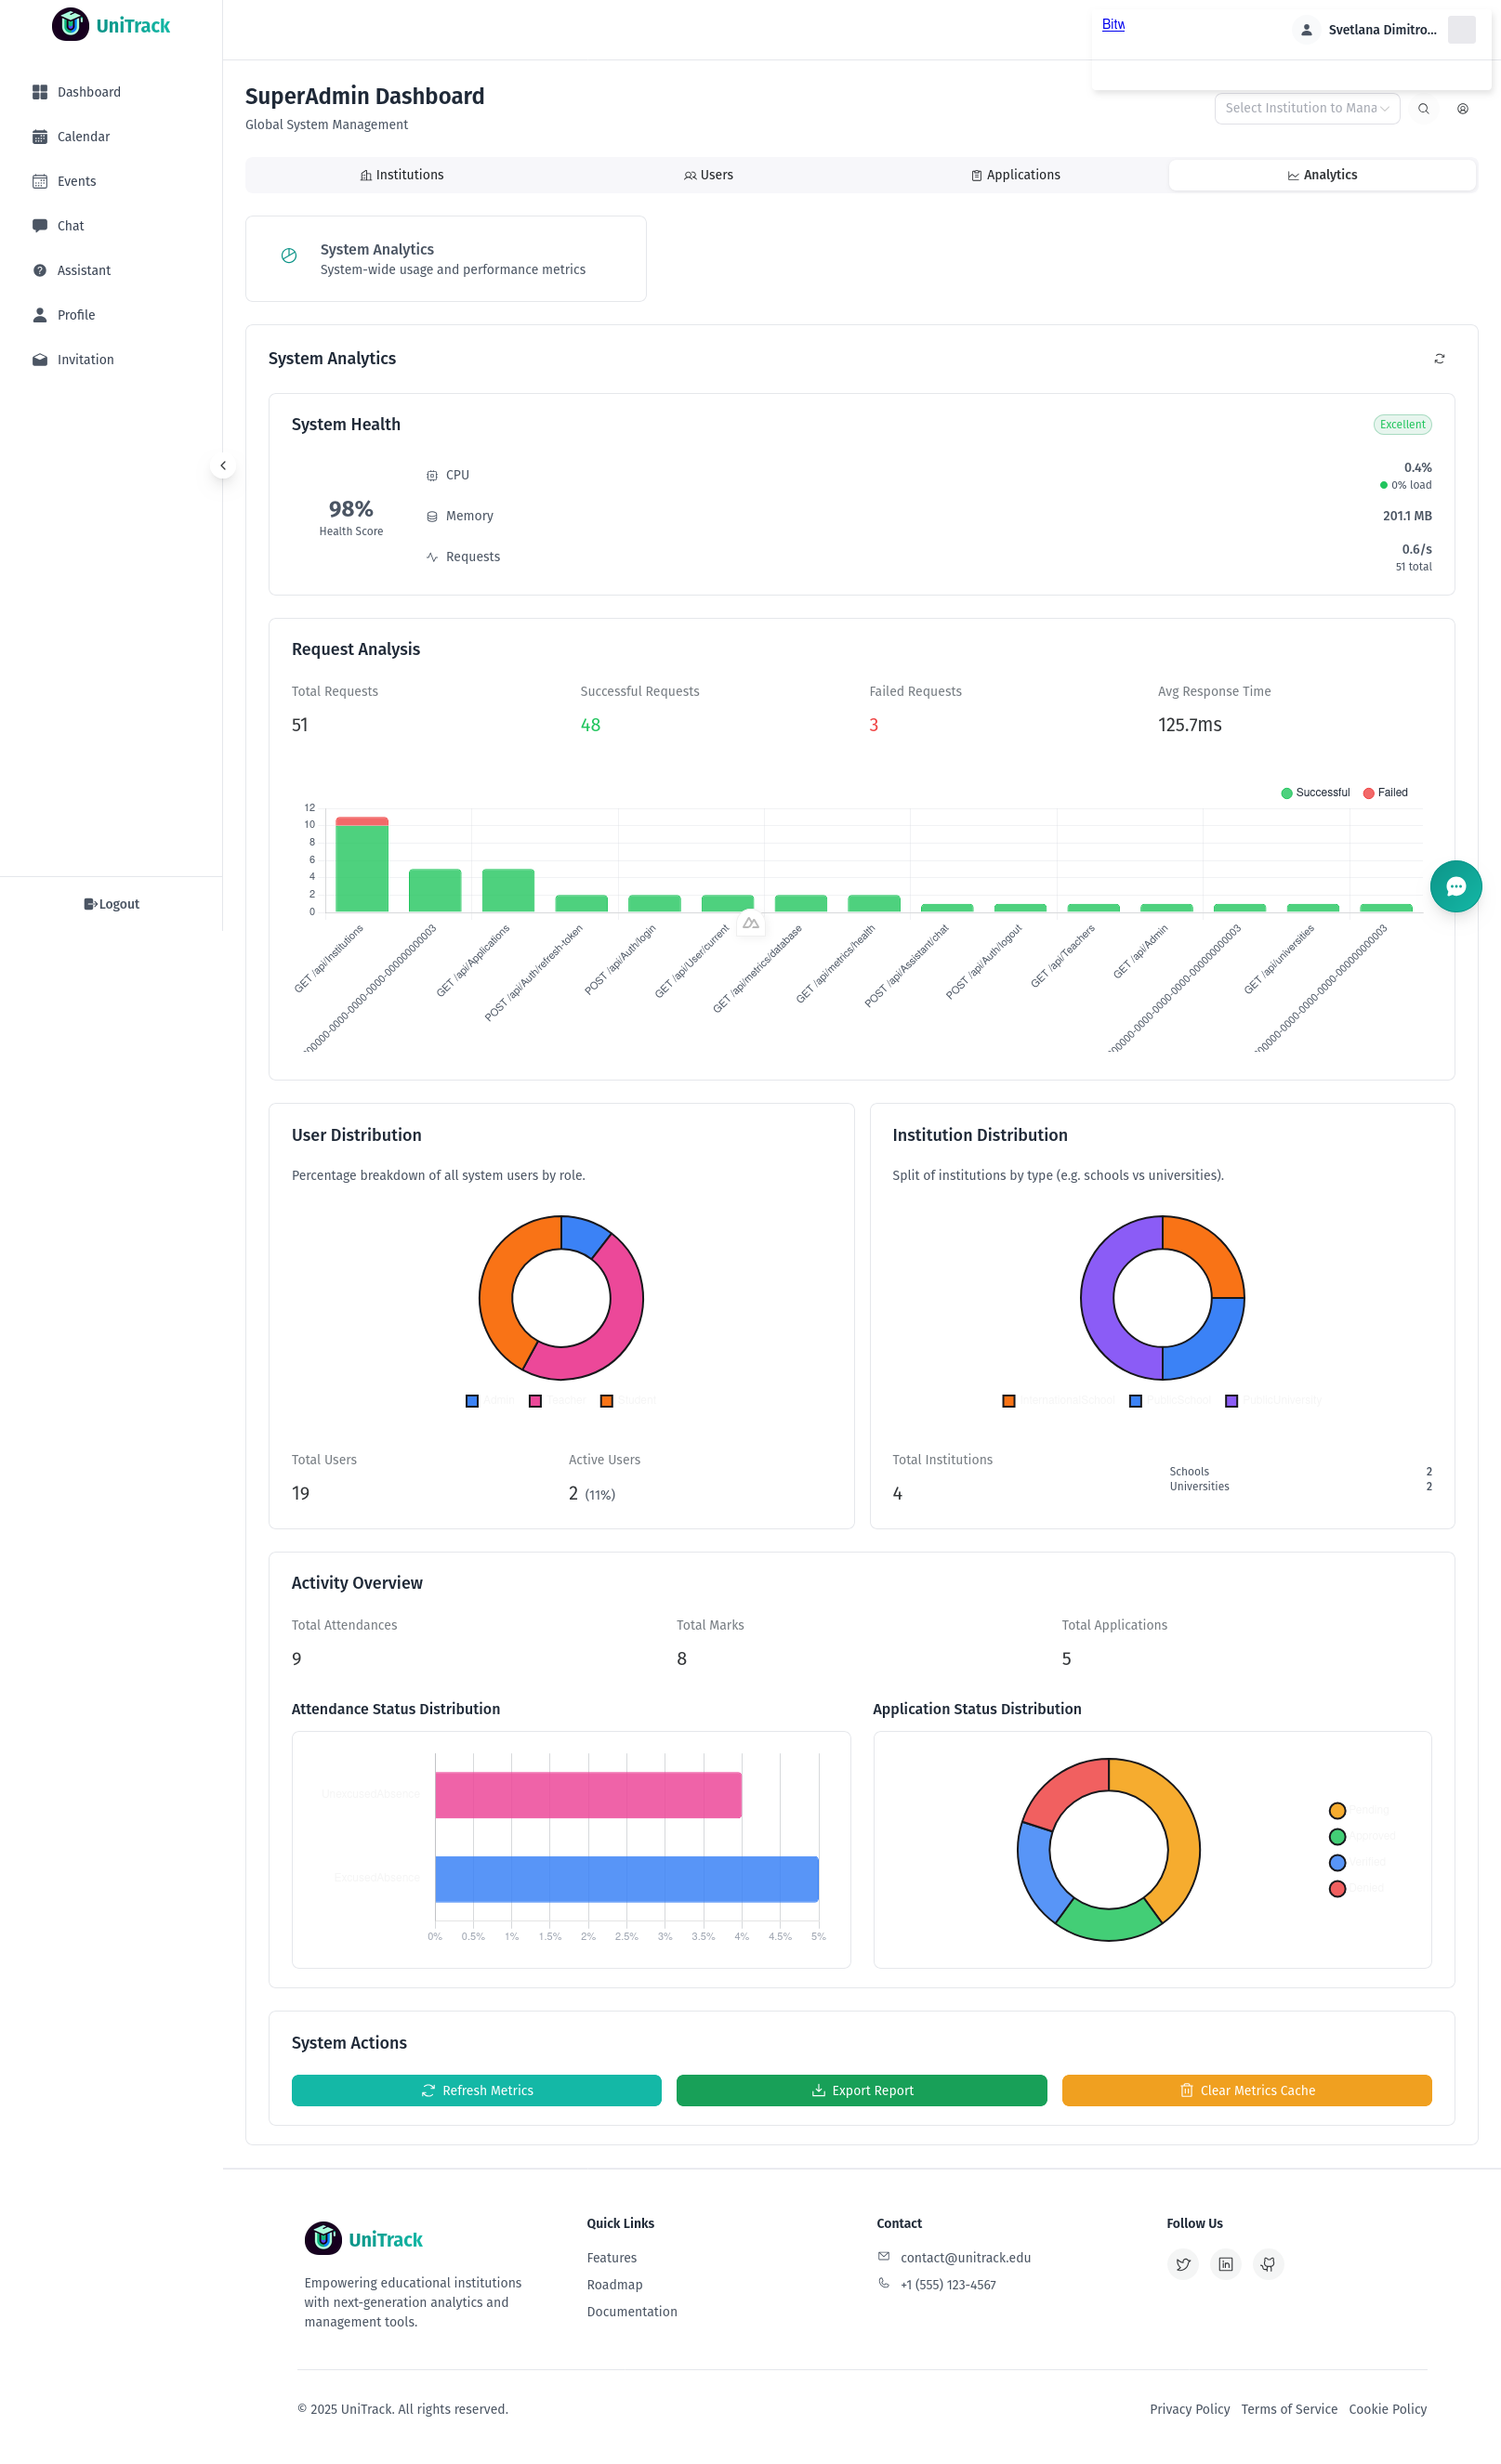 UniTrack
Dashboard
Calendar
Events
Chat
Assistant
Profile
Invitation
Logout
Bitw
Svetlana Dimitro...
SuperAdmin Dashboard
Global System Management
Select Institution to Mana
Institutions
Users
Applications
Analytics
System Analytics
System-wide usage and performance metrics
System Analytics
System Health
Excellent
98%
Health Score
CPU
0.4%
0% load
Memory
201.1 MB
Requests
0.6/s
51 total
Request Analysis
Total Requests
51
Successful Requests
48
Failed Requests
3
Avg Response Time
125.7ms
Successful
Failed
12
10
8
6
4
2
0
GET /api/Institutions
00000-0000-0000-0000-000000000003
GET /api/Applications
POST /api/Auth/refresh-token
POST /api/Auth/login
GET /api/User/current
GET /api/metrics/database
GET /api/metrics/health
POST /api/Assistant/chat
POST /api/Auth/logout
GET /api/Teachers
GET /api/Admin
00000-0000-0000-0000-000000000003
GET /api/universities
00000-0000-0000-0000-000000000003
User Distribution
Percentage breakdown of all system users by role.
Admin
Teacher
Student
Total Users
19
Active Users
2 (11%)
Institution Distribution
Split of institutions by type (e.g. schools vs universities).
InternationalSchool
PublicSchool
PublicUniversity
Total Institutions
4
Schools
2
Universities
2
Activity Overview
Total Attendances
9
Total Marks
8
Total Applications
5
Attendance Status Distribution
UnexcusedAbsence
ExcusedAbsence
0%
0.5%
1%
1.5%
2%
2.5%
3%
3.5%
4%
4.5%
5%
Application Status Distribution
Pending
Approved
Denied
System Actions
Refresh Metrics
Export Report
Clear Metrics Cache
UniTrack
Empowering educational institutions
with next-generation analytics and
management tools.
Quick Links
Features
Roadmap
Documentation
Contact
contact@unitrack.edu
+1 (555) 123-4567
Follow Us
© 2025 UniTrack. All rights reserved.
Privacy Policy
Terms of Service
Cookie Policy